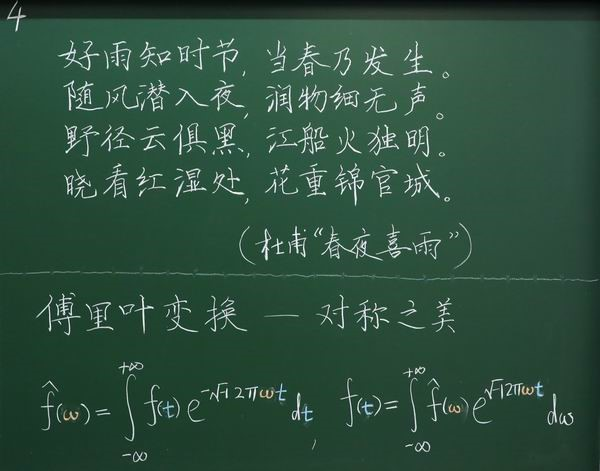 4
好雨知时节, 当春乃发生。
随风潜入夜, 润物细无声。
野径云俱黑, 江船火独明。
晓看红湿处, 花重锦官城。
(杜甫“春夜喜雨”)
傅里叶变换 — 对称之美
f̂(ω) = ∫_{-∞}^{+∞} f(t) e^{-√-1 2πωt} dt, f(t) = ∫_{-∞}^{+∞} f̂(ω) e^{√-1 2πωt} dω